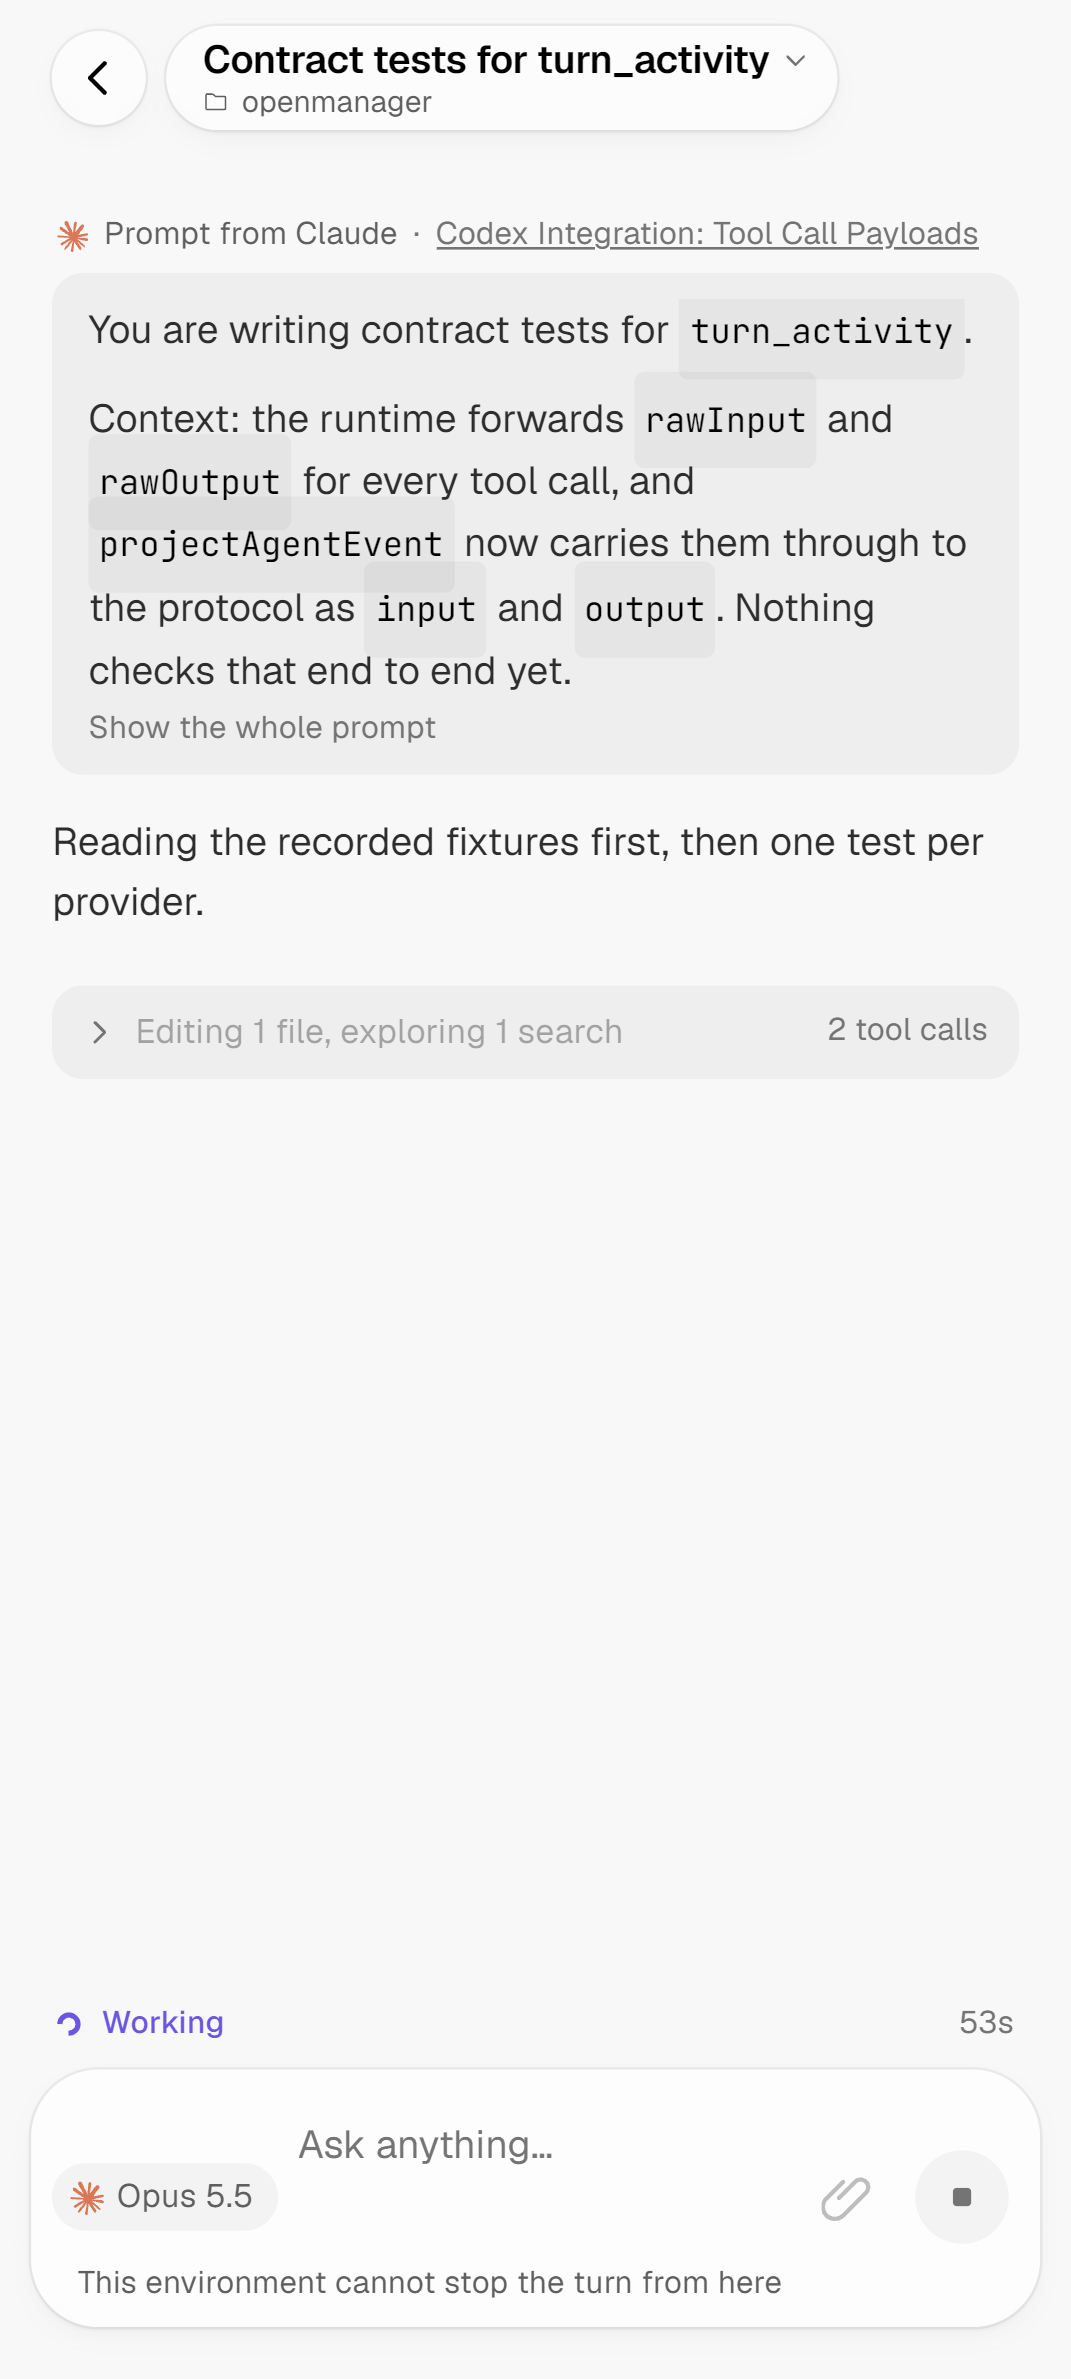 Contract tests for turn_activity
openmanager
Prompt from Claude · Codex Integration: Tool Call Payloads
You are writing contract tests for turn_activity.
Context: the runtime forwards rawInput and
rawOutput for every tool call, and
projectAgentEvent now carries them through to
the protocol as input and output. Nothing
checks that end to end yet.
Show the whole prompt
Reading the recorded fixtures first, then one test per
provider.
Editing 1 file, exploring 1 search 2 tool calls
Working 53s
Ask anything...
Opus 5.5
This environment cannot stop the turn from here